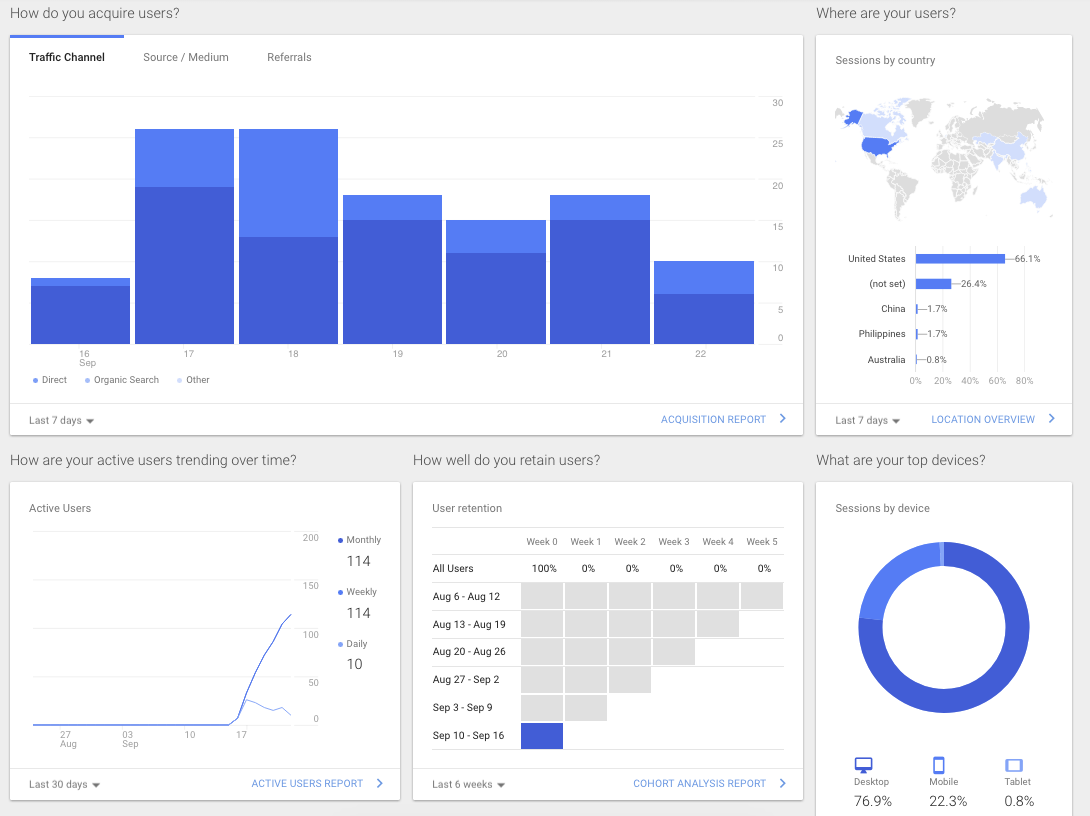 How do you acquire users?
Traffic Channel Source / Medium Referrals
30
25
20
15
10
5
0
16 17 18 19 20 21 22
Sep
Direct Organic Search Other
Last 7 days ACQUISITION REPORT
Where are your users?
Sessions by country
United States 66.1%
(not set) 26.4%
China 1.7%
Philippines 1.7%
Australia 0.8%
0% 20% 40% 60% 80%
Last 7 days LOCATION OVERVIEW
How are your active users trending over time?
Active Users
200
150
100
50
0
27 03 10 17
Aug Sep
Monthly
114
Weekly
114
Daily
10
Last 30 days ACTIVE USERS REPORT
How well do you retain users?
User retention
Week 0 Week 1 Week 2 Week 3 Week 4 Week 5
All Users 100% 0% 0% 0% 0% 0%
Aug 6 - Aug 12
Aug 13 - Aug 19
Aug 20 - Aug 26
Aug 27 - Sep 2
Sep 3 - Sep 9
Sep 10 - Sep 16
Last 6 weeks COHORT ANALYSIS REPORT
What are your top devices?
Sessions by device
Desktop Mobile Tablet
76.9% 22.3% 0.8%